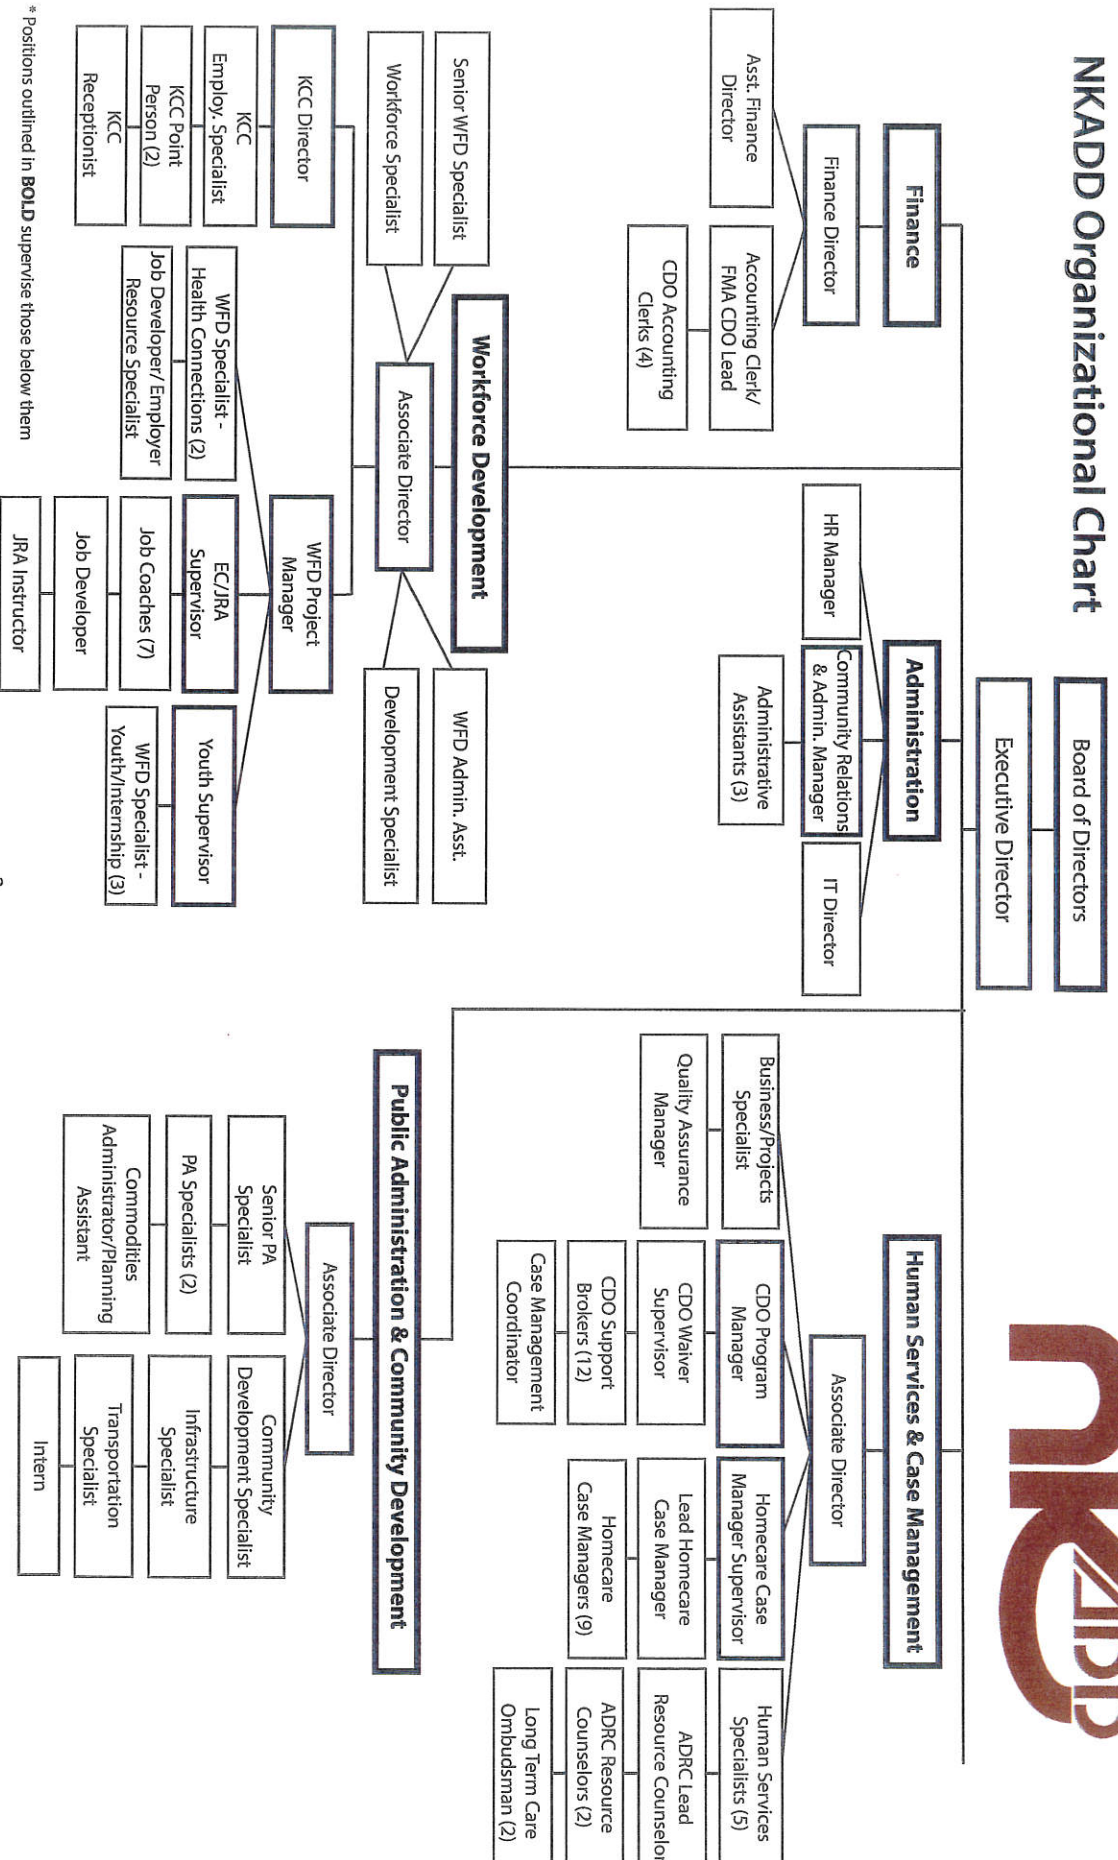 NKADD Organizational Chart
nk
ADD
Board of Directors
Executive Director
Finance
Finance Director
Asst. Finance
Director
Accounting Clerk/
FMA CDO Lead
CDO Accounting
Clerks (4)
Administration
HR Manager
Community Relations
& Admin. Manager
IT Director
Administrative
Assistants (3)
Human Services & Case Management
Associate Director
Business/Projects
Specialist
Quality Assurance
Manager
CDO Program
Manager
CDO Waiver
Supervisor
CDO Support
Brokers (12)
Case Management
Coordinator
Homecare Case
Manager Supervisor
Lead Homecare
Case Manager
Homecare
Case Managers (9)
Human Services
Specialists (5)
ADRC Lead
Resource Counselor
ADRC Resource
Counselors (2)
Long Term Care
Ombudsman (2)
Workforce Development
Senior WFD Specialist
Workforce Specialist
Associate Director
WFD Admin. Asst.
Development Specialist
KCC Director
KCC
Employ. Specialist
KCC Point
Person (2)
KCC
Receptionist
WFD Project
Manager
WFD Specialist -
Health Connections (2)
Job Developer/ Employer
Resource Specialist
EC/JRA
Supervisor
Job Coaches (7)
Job Developer
JRA Instructor
Youth Supervisor
WFD Specialist -
Youth/Internship (3)
Public Administration & Community Development
Associate Director
Senior PA
Specialist
PA Specialists (2)
Commodities
Administrator/Planning
Assistant
Community
Development Specialist
Infrastructure
Specialist
Transportation
Specialist
Intern
* Positions outlined in BOLD supervise those below them